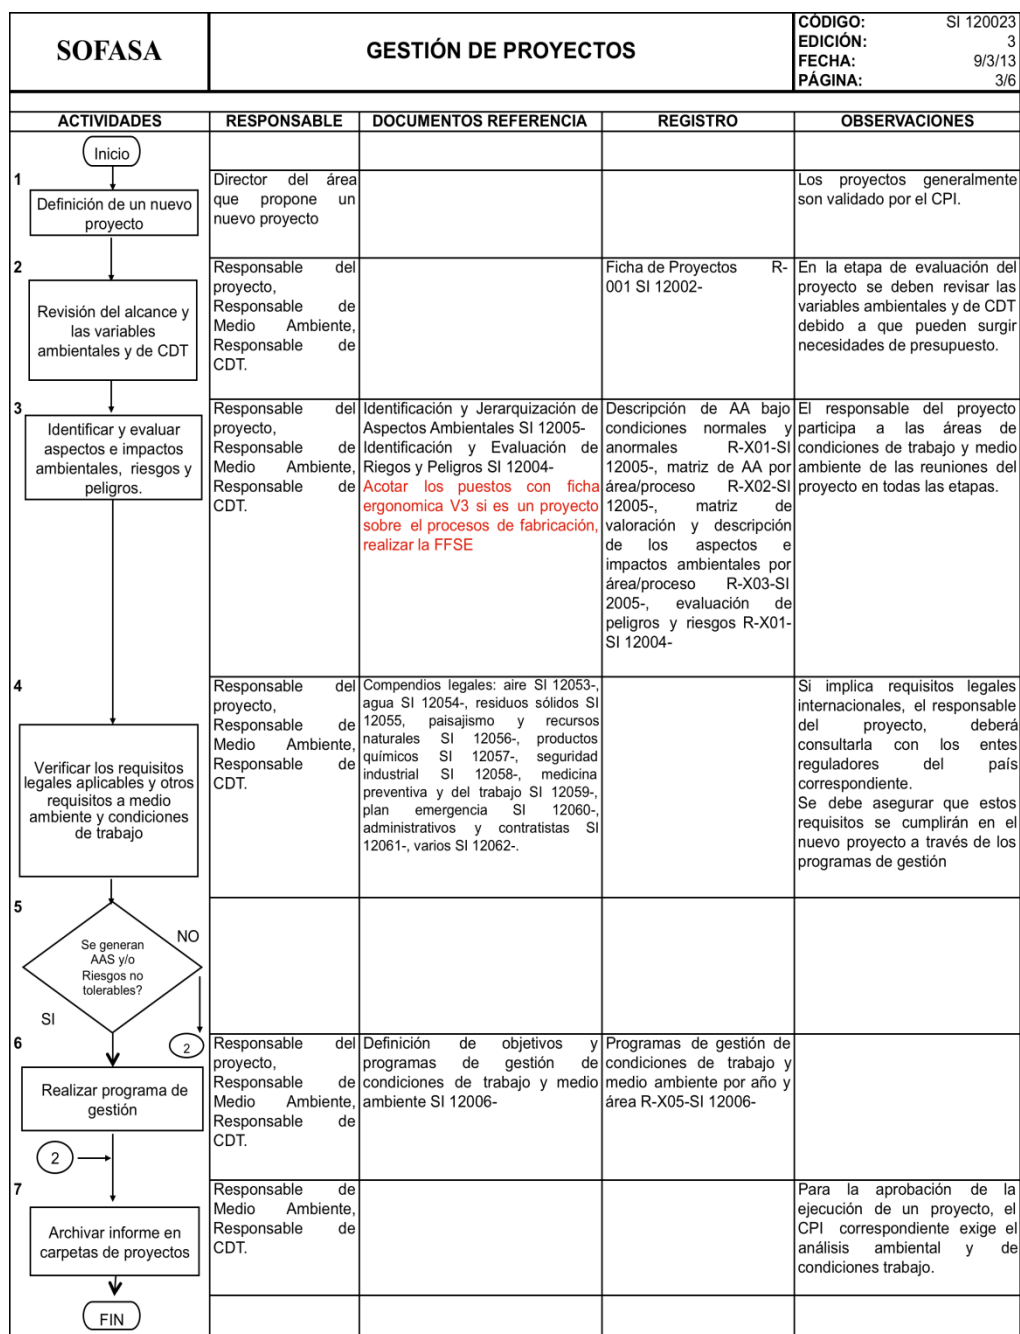 SOFASA
GESTIÓN DE PROYECTOS
CÓDIGO: SI 120023
EDICIÓN: 3
FECHA: 9/3/13
PÁGINA: 3/6
ACTIVIDADES
RESPONSABLE
DOCUMENTOS REFERENCIA
REGISTRO
OBSERVACIONES
Inicio
1
Definición de un nuevo
proyecto
Director del área
que propone un
nuevo proyecto
Los proyectos generalmente
son validado por el CPI.
2
Revisión del alcance y
las variables
ambientales y de CDT
Responsable del
proyecto,
Responsable de
Medio Ambiente,
Responsable de
CDT.
Ficha de Proyectos R-
001 SI 12002-
En la etapa de evaluación del
proyecto se deben revisar las
variables ambientales y de CDT
debido a que pueden surgir
necesidades de presupuesto.
3
Identificar y evaluar
aspectos e impactos
ambientales, riesgos y
peligros.
Responsable del
proyecto,
Responsable de
Medio Ambiente,
Responsable de
CDT.
Identificación y Jerarquización de
Aspectos Ambientales SI 12005-
Identificación y Evaluación de
Riegos y Peligros SI 12004-
Acotar los puestos con ficha
ergonomica V3 si es un proyecto
sobre el procesos de fabricación,
realizar la FFSE
Descripción de AA bajo
condiciones normales y
anormales R-X01-SI
12005-, matriz de AA por
área/proceso R-X02-SI
12005-, matriz de
valoración y descripción
de los aspectos e
impactos ambientales por
área/proceso R-X03-SI
2005-, evaluación de
peligros y riesgos R-X01-
SI 12004-
El responsable del proyecto
participa a las áreas de
condiciones de trabajo y medio
ambiente de las reuniones del
proyecto en todas las etapas.
4
Verificar los requisitos
legales aplicables y otros
requisitos a medio
ambiente y condiciones
de trabajo
Responsable del
proyecto,
Responsable de
Medio Ambiente,
Responsable de
CDT.
Compendios legales: aire SI 12053-,
agua SI 12054-, residuos sólidos SI
12055, paisajismo y recursos
naturales SI 12056-, productos
químicos SI 12057-, seguridad
industrial SI 12058-, medicina
preventiva y del trabajo SI 12059-,
plan emergencia SI 12060-,
administrativos y contratistas SI
12061-, varios SI 12062-.
Si implica requisitos legales
internacionales, el responsable
del proyecto, deberá
consultarla con los entes
reguladores del país
correspondiente.
Se debe asegurar que estos
requisitos se cumplirán en el
nuevo proyecto a través de los
programas de gestión
5
Se generan
AAS y/o
Riesgos no
tolerables?
NO
SI
2
6
Realizar programa de
gestión
Responsable del
proyecto,
Responsable de
Medio Ambiente,
Responsable de
CDT.
Definición de objetivos y
programas de gestión de
condiciones de trabajo y medio
ambiente SI 12006-
Programas de gestión de
condiciones de trabajo y
medio ambiente por año y
área R-X05-SI 12006-
2
7
Archivar informe en
carpetas de proyectos
Responsable de
Medio Ambiente,
Responsable de
CDT.
Para la aprobación de la
ejecución de un proyecto, el
CPI correspondiente exige el
análisis ambiental y de
condiciones trabajo.
FIN